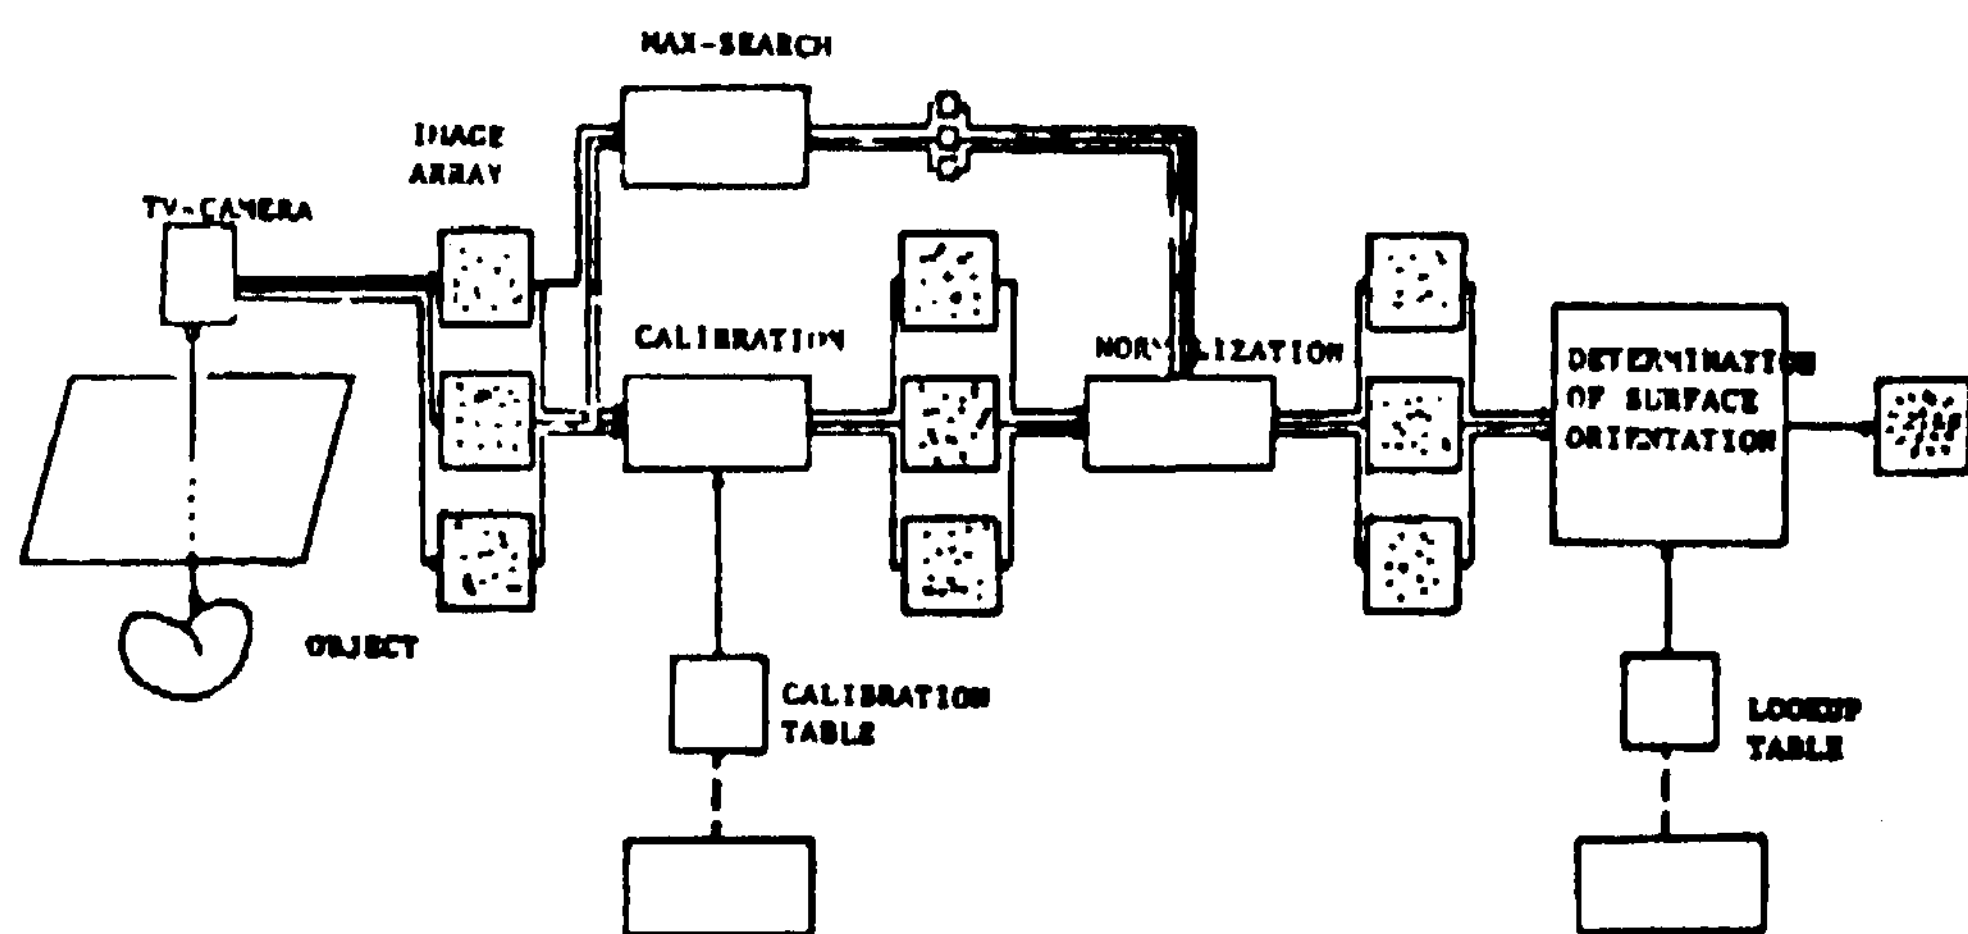 MAX-SEARCH
IMAGE
ARRAY
TV-CAMERA
CALIBRATION
NORMALIZATION
DETERMINATION
OF SURFACE
ORIENTATION
OBJECT
CALIBRATION
TABLE
LOOKUP
TABLE